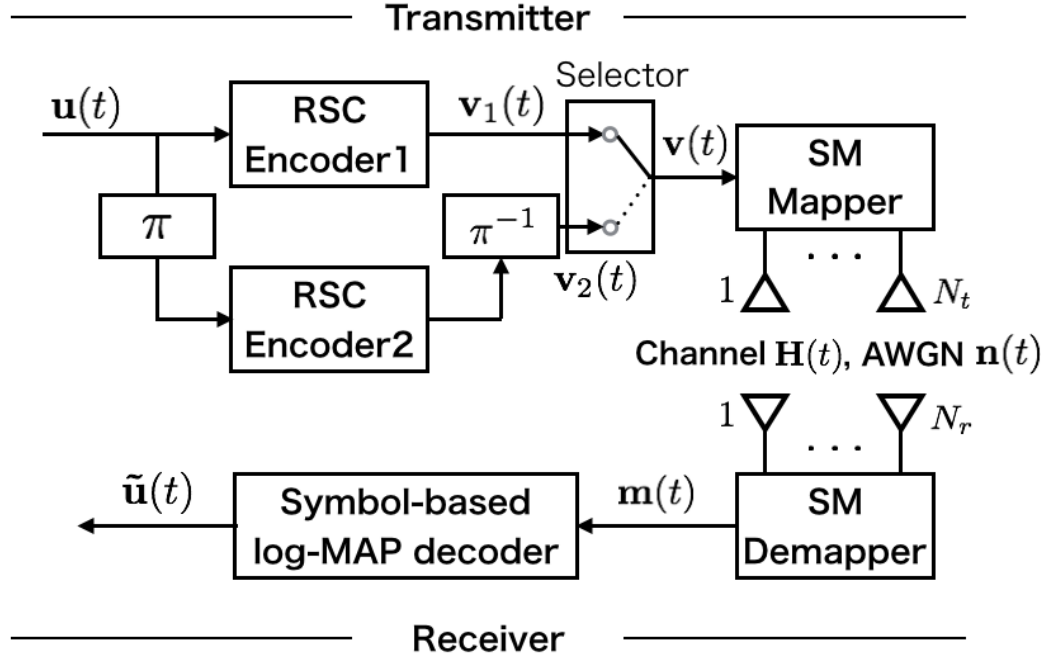 Transmitter
Selector
u(t)
RSC
Encoder1
v₁(t)
v(t)
SM
Mapper
π
π⁻¹
v₂(t)
RSC
Encoder2
. . .
1
Nₜ
Channel H(t), AWGN n(t)
1
Nᵣ
. . .
ũ(t)
Symbol-based
log-MAP decoder
m(t)
SM
Demapper
Receiver